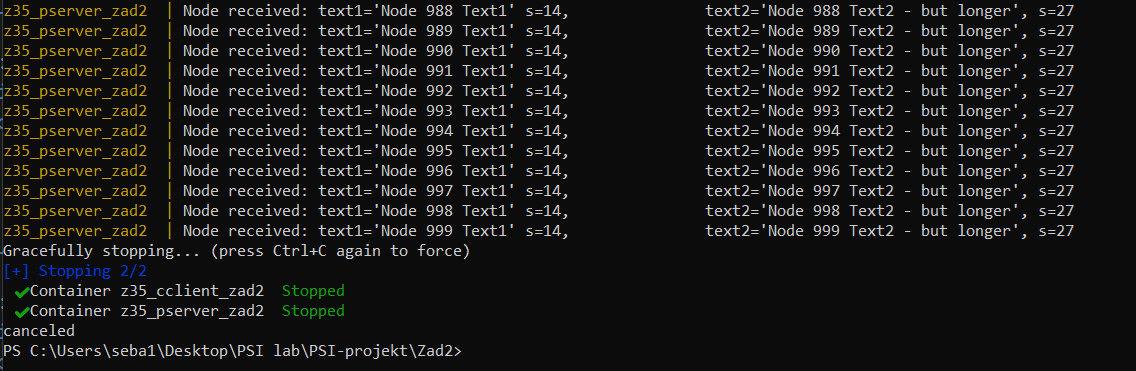 z35_pserver_zad2  | Node received: text1='Node 988 Text1' s=14,               text2='Node 988 Text2 - but longer', s=27
z35_pserver_zad2  | Node received: text1='Node 989 Text1' s=14,               text2='Node 989 Text2 - but longer', s=27
z35_pserver_zad2  | Node received: text1='Node 990 Text1' s=14,               text2='Node 990 Text2 - but longer', s=27
z35_pserver_zad2  | Node received: text1='Node 991 Text1' s=14,               text2='Node 991 Text2 - but longer', s=27
z35_pserver_zad2  | Node received: text1='Node 992 Text1' s=14,               text2='Node 992 Text2 - but longer', s=27
z35_pserver_zad2  | Node received: text1='Node 993 Text1' s=14,               text2='Node 993 Text2 - but longer', s=27
z35_pserver_zad2  | Node received: text1='Node 994 Text1' s=14,               text2='Node 994 Text2 - but longer', s=27
z35_pserver_zad2  | Node received: text1='Node 995 Text1' s=14,               text2='Node 995 Text2 - but longer', s=27
z35_pserver_zad2  | Node received: text1='Node 996 Text1' s=14,               text2='Node 996 Text2 - but longer', s=27
z35_pserver_zad2  | Node received: text1='Node 997 Text1' s=14,               text2='Node 997 Text2 - but longer', s=27
z35_pserver_zad2  | Node received: text1='Node 998 Text1' s=14,               text2='Node 998 Text2 - but longer', s=27
z35_pserver_zad2  | Node received: text1='Node 999 Text1' s=14,               text2='Node 999 Text2 - but longer', s=27
Gracefully stopping... (press Ctrl+C again to force)
[+] Stopping 2/2
 ✔Container z35_cclient_zad2  Stopped
 ✔Container z35_pserver_zad2  Stopped
canceled
PS C:\Users\seba1\Desktop\PSI lab\PSI-projekt\Zad2>